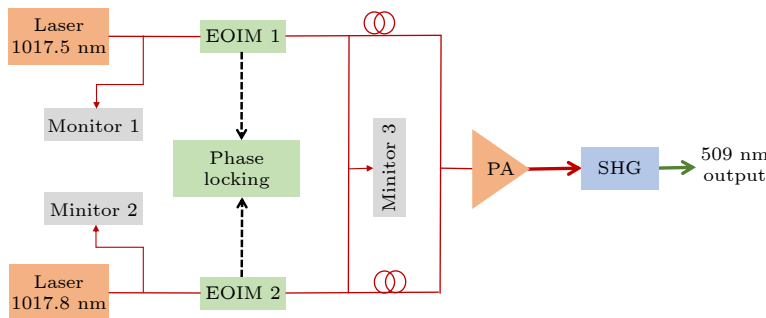 Laser
1017.5 nm
EOIM 1
Monitor 1
Phase
locking
Minitor 3
PA
SHG
509 nm
output
Minitor 2
Laser
1017.8 nm
EOIM 2